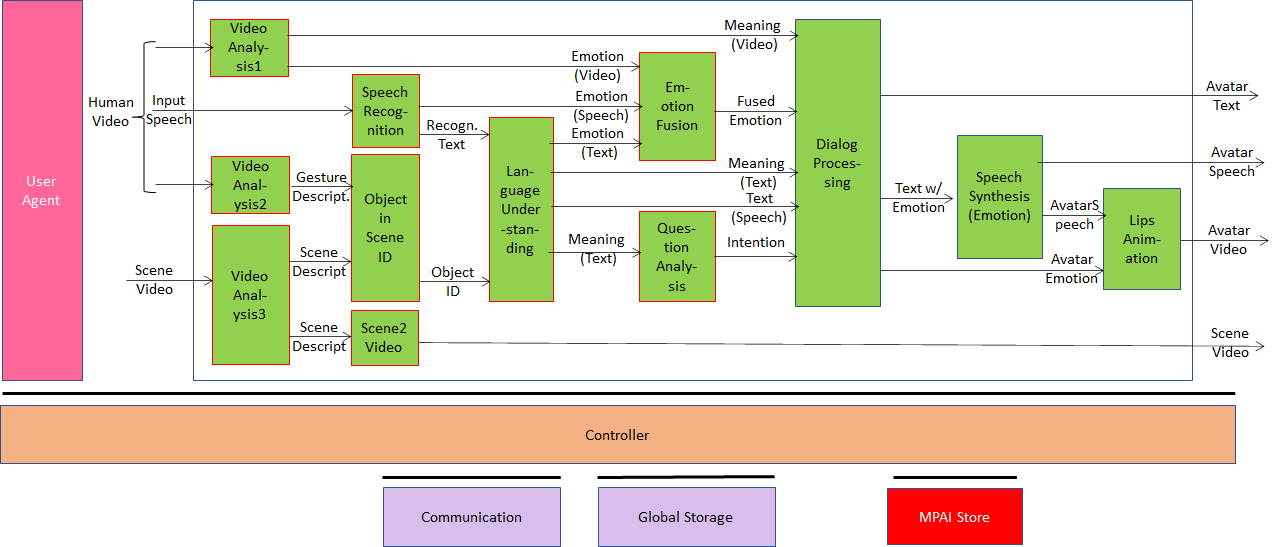 User
Agent
Human
Video
Input
Speech
Scene
Video
Video
Analy-
sis1
Meaning
(Video)
Emotion
(Video)
Speech
Recog-
nition
Emotion
(Speech)
Recogn.
Text
Emotion
(Text)
Em-
otion
Fusion
Fused
Emotion
Video
Anal-
ysis2
Gesture
Descript.
Object
in
Scene
ID
Lan-
guage
Under
-stan-
ding
Meaning
(Text)
Text
(Speech)
Meaning
(Text)
Ques-
tion
Analy-
sis
Intention
Video
Anal-
ysis3
Scene
Descript
Object
ID
Scene
Descript
Scene2
Video
Dialog
Proces-
sing
Text w/
Emotion
Speech
Synthesis
(Emotion)
AvatarS
peech
Avatar
Emotion
Lips
Anim-
ation
Avatar
Text
Avatar
Speech
Avatar
Video
Scene
Video
Controller
Communication
Global Storage
MPAI Store